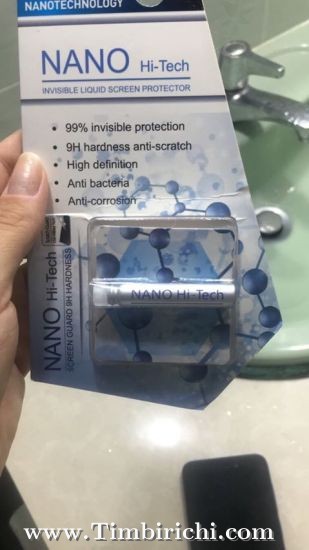 NANOTECHNOLOGY
NANO Hi-Tech
INVISIBLE LIQUID SCREEN PROTECTOR
• 99% invisible protection
• 9H hardness anti-scratch
• High definition
• Anti bacteria
• Anti-corrosion
NANO Hi-Tech
SCREEN GUARD 9H HARDNESS
NANO Hi-Tech
www.Timbirichi.com